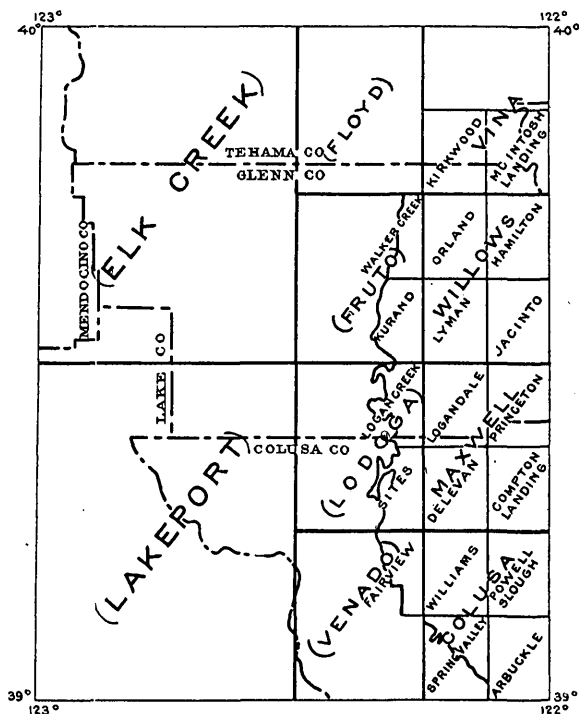 123°
122°
40°
40°
(FLOYD)
VINA
KIRKWOOD
MCINTOSH
LANDING
TEHAMA CO
GLENN CO
(ELK CREEK)
MENDOCINO CO
WALKER CREEK
ORLAND
HAMILTON
WILLOWS
(FRUTO)
KURAND
LYMAN
JACINTO
LAKE CO
LOGAN CREEK
LOGANDALE
PRINCETON
MAXWELL
(LODOGA)
COLUSA CO
SITES
DELEVAN
COMPTON
LANDING
(LAKEPORT)
(VENADO)
FAIRVIEW
WILLIAMS
COLUSA
POWELL
SLOUGH
SPRING VALLEY
ARBUCKLE
39°
39°
123°
122°